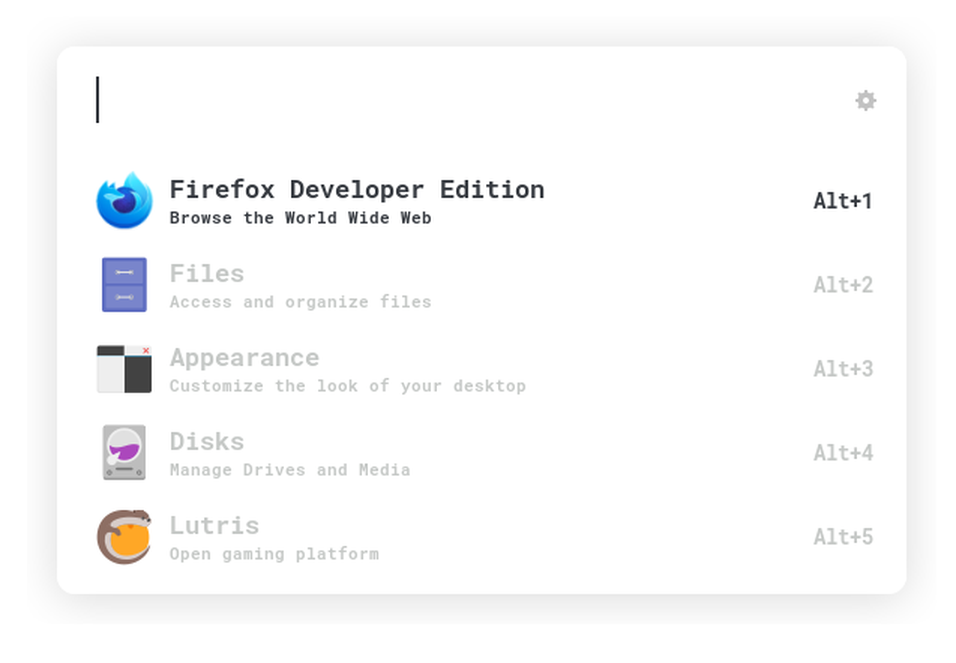 Firefox Developer Edition
Browse the World Wide Web
Alt+1
Files
Access and organize files
Alt+2
Appearance
Customize the look of your desktop
Alt+3
Disks
Manage Drives and Media
Alt+4
Lutris
Open gaming platform
Alt+5